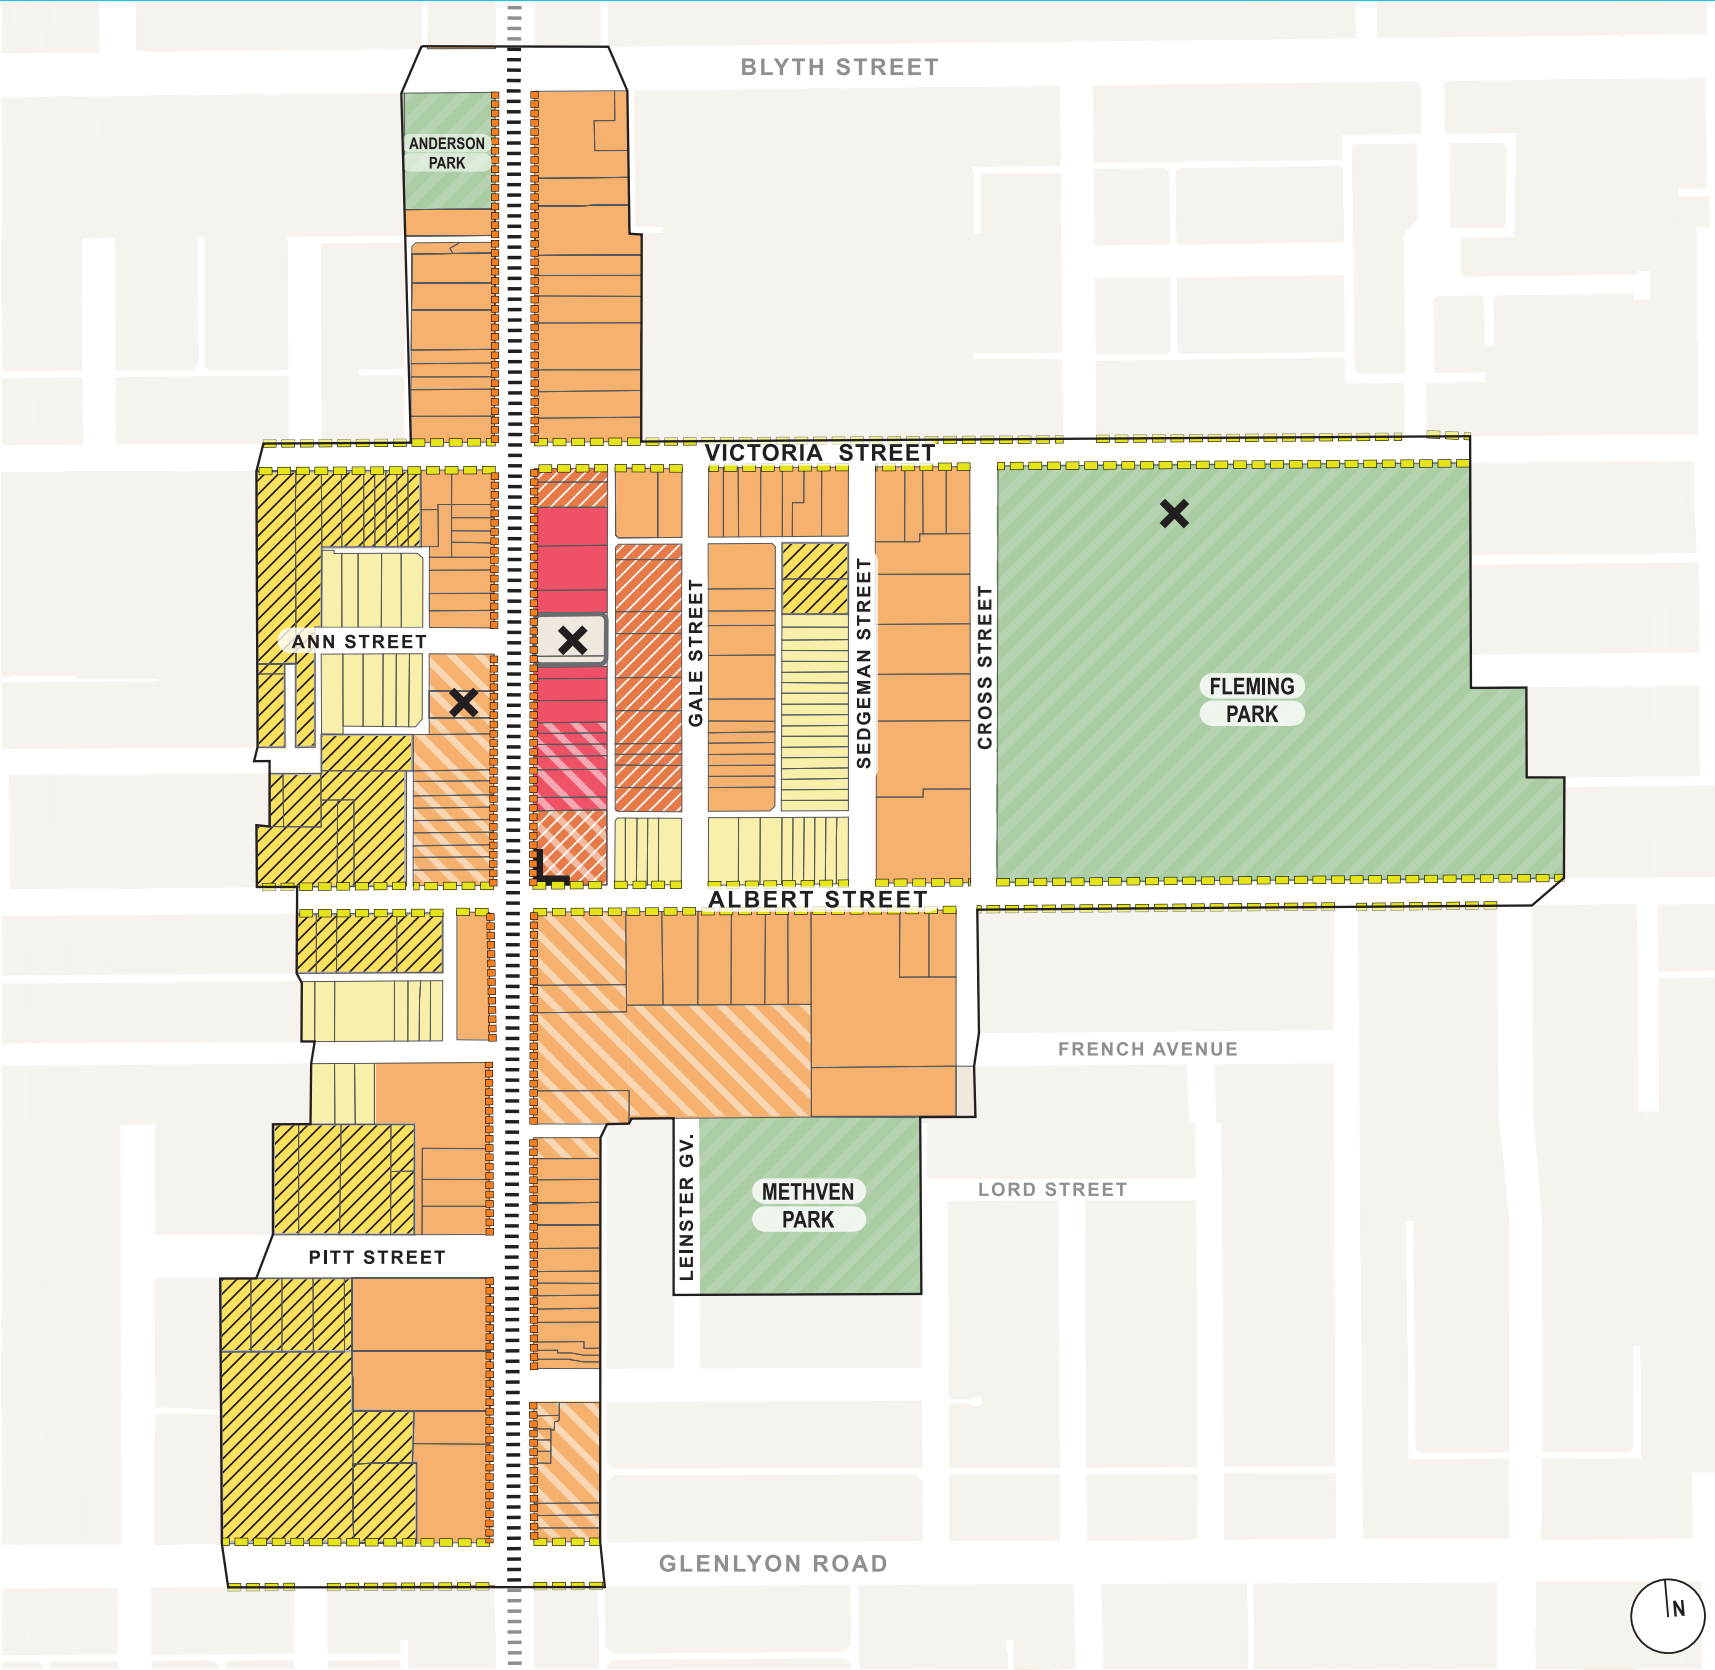 BLYTH STREET
ANDERSON
PARK
VICTORIA STREET
ANN STREET
GALE STREET
SEDGEMAN STREET
CROSS STREET
FLEMING
PARK
ALBERT STREET
FRENCH AVENUE
LEINSTER GV.
METHVEN
PARK
LORD STREET
PITT STREET
GLENLYON ROAD
N